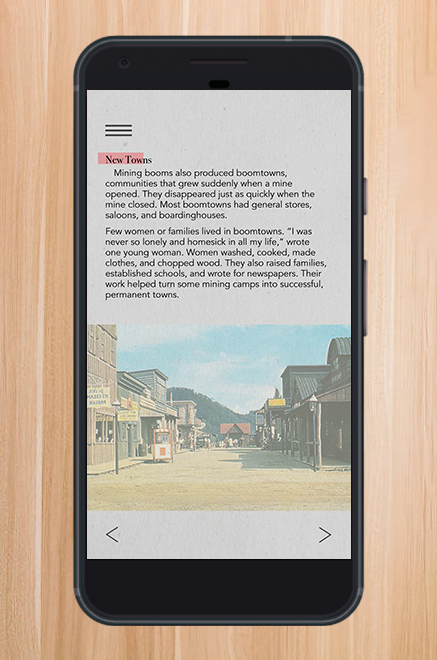 New Towns
Mining booms also produced boomtowns,
communities that grew suddenly when a mine
opened. They disappeared just as quickly when the
mine closed. Most boomtowns had general stores,
saloons, and boardinghouses.
Few women or families lived in boomtowns. “I was
never so lonely and homesick in all my life,” wrote
one young woman. Women washed, cooked, made
clothes, and chopped wood. They also raised families,
established schools, and wrote for newspapers. Their
work helped turn some mining camps into successful,
permanent towns.